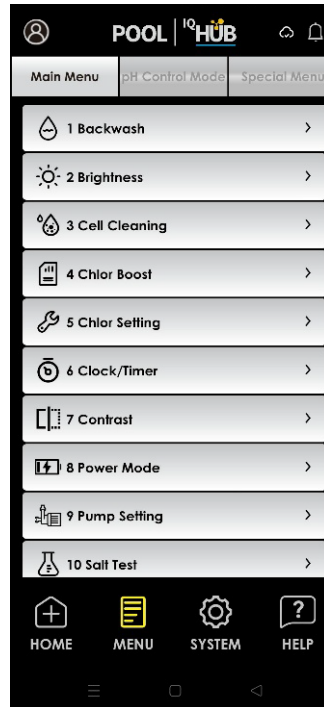 POOL | IQ HUB
Main Menu pH Control Mode Special Menu
1 Backwash
2 Brightness
3 Cell Cleaning
4 Chlor Boost
5 Chlor Setting
6 Clock/Timer
7 Contrast
8 Power Mode
9 Pump Setting
10 Salt Test
HOME MENU SYSTEM HELP